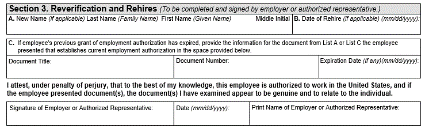 Section 3. Reverification and Rehires (To be completed and signed by employer or authorized representative.)
A. New Name (if applicable) Last Name (Family Name) First Name (Given Name) Middle Initial B. Date of Rehire (if applicable) (mm/dd/yyyy):
C. If employee's previous grant of employment authorization has expired, provide the information for the document from List A or List C the employee
presented that establishes current employment authorization in the space provided below.
Document Title: Document Number: Expiration Date (if any)(mm/dd/yyyy):
I attest, under penalty of perjury, that to the best of my knowledge, this employee is authorized to work in the United States, and if
the employee presented document(s), the document(s) I have examined appear to be genuine and to relate to the individual.
Signature of Employer or Authorized Representative: Date (mm/dd/yyyy): Print Name of Employer or Authorized Representative: